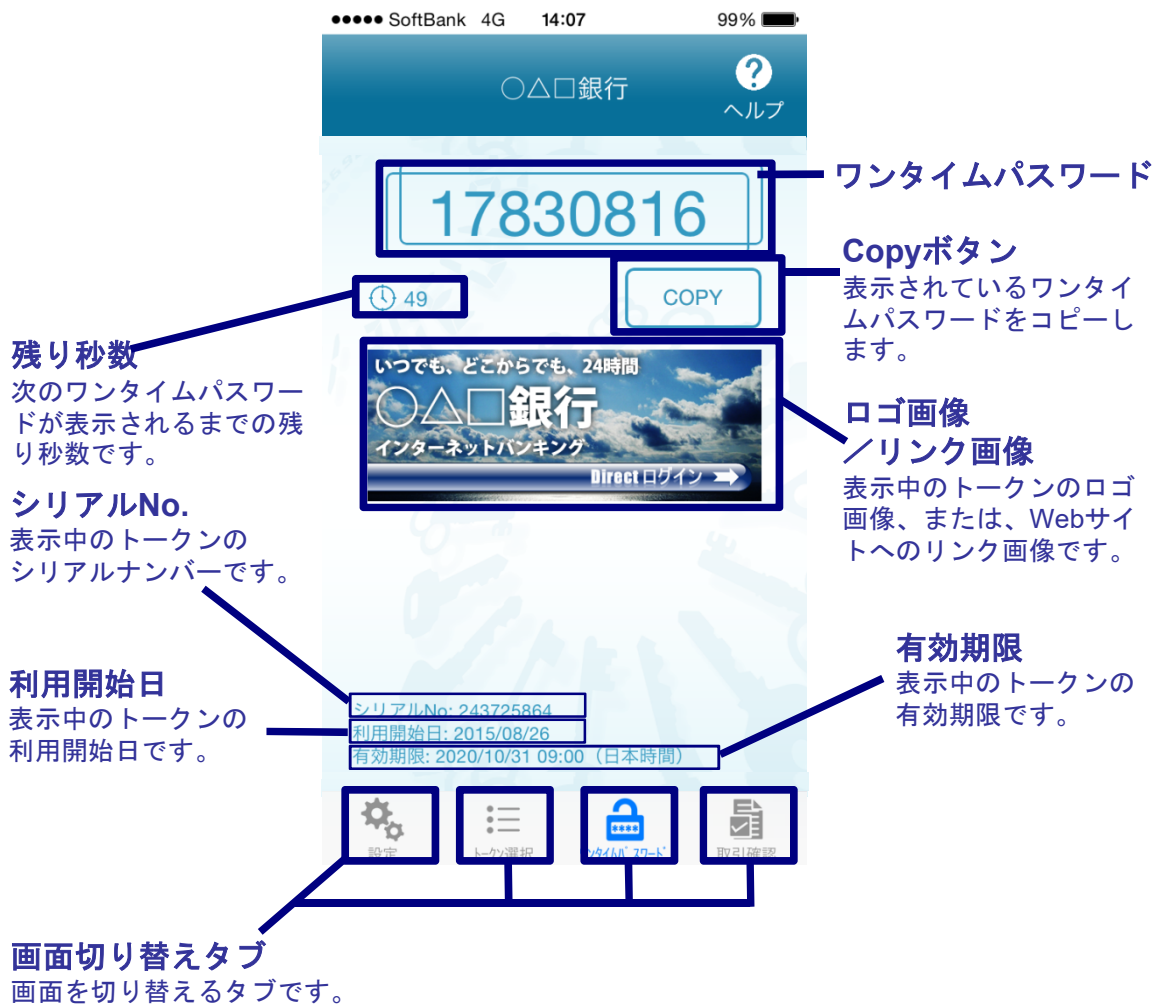 SoftBank 4G 14:07 99%
○△□銀行
ヘルプ
17830816
ワンタイムパスワード
Copyボタン
表示されているワンタイ
ムパスワードをコピーし
ます。
49
COPY
残り秒数
次のワンタイムパスワー
ドが表示されるまでの残
り秒数です。
いつでも、どこからでも、24時間
○△□銀行
インターネットバンキング
Directログイン
ロゴ画像
／リンク画像
表示中のトークンのロゴ
画像、または、Webサイ
トへのリンク画像です。
シリアルNo.
表示中のトークンの
シリアルナンバーです。
利用開始日
表示中のトークンの
利用開始日です。
有効期限
表示中のトークンの
有効期限です。
シリアルNo: 243725864
利用開始日: 2015/08/26
有効期限: 2020/10/31 09:00（日本時間）
設定
トークン選択
****
ンタイムパスワード
取引確認
画面切り替えタブ
画面を切り替えるタブです。